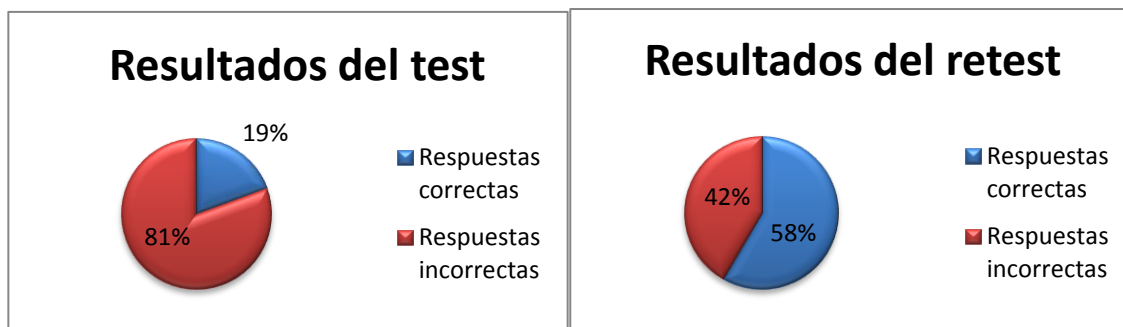 Resultados del test
19%
81%
Respuestas
correctas
Respuestas
incorrectas
Resultados del retest
42%
58%
Respuestas
correctas
Respuestas
incorrectas